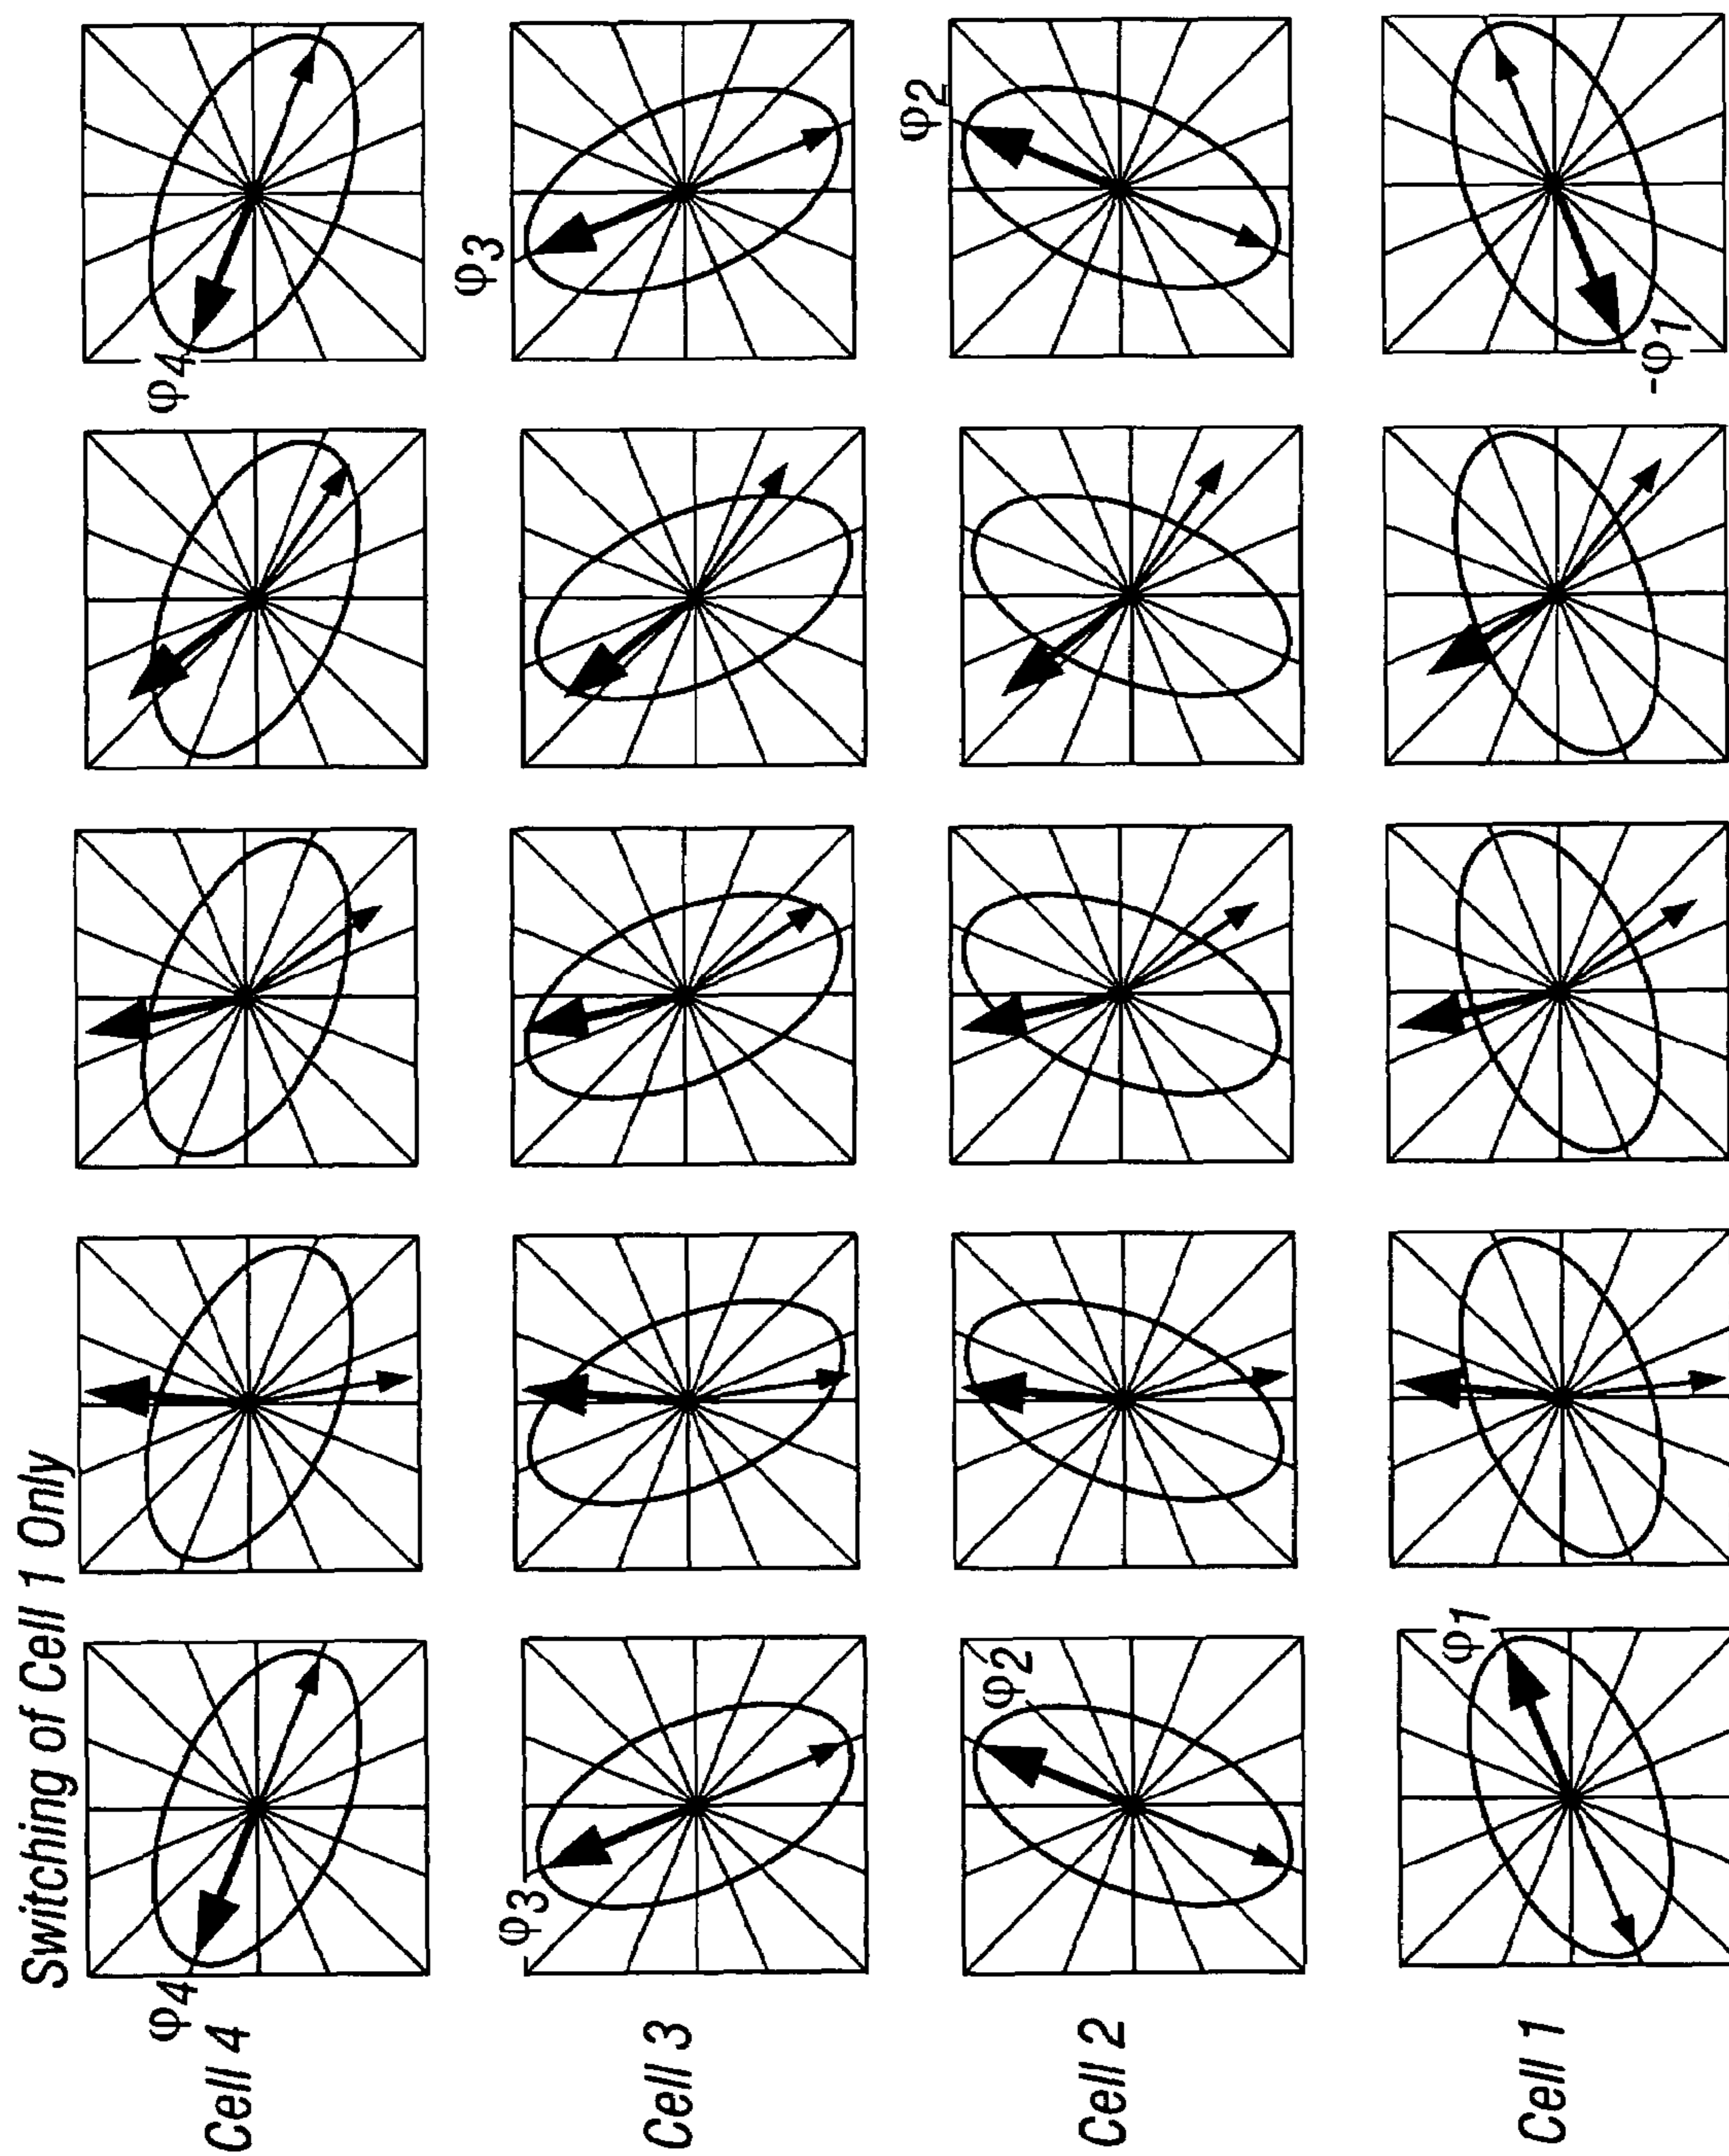 Switching of Cell 1 Only
φ4
φ4
Cell 4
φ3
φ3
Cell 3
φ2
φ2
Cell 2
φ1
Cell 1
-φ1